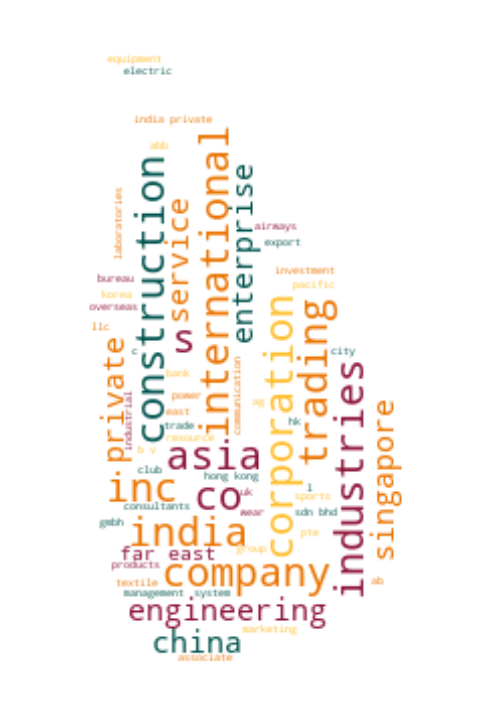 equipment
electric
india private
abb
construction
international
service
enterprise
laboratories
airways
export
bureau
korea
overseas
investment
pacific
llc
c
s
corporation
trading
city
private
industrial
bank
power
east
trade
resource
communication
ag
hk
industries
singapore
b v
asia
club
hong kong
inc
co
uk
l
sports
consultants
wear
sdn bhd
gmbh
india
pte
far east
group
products
company
textile
ab
management system
engineering
marketing
china
associate